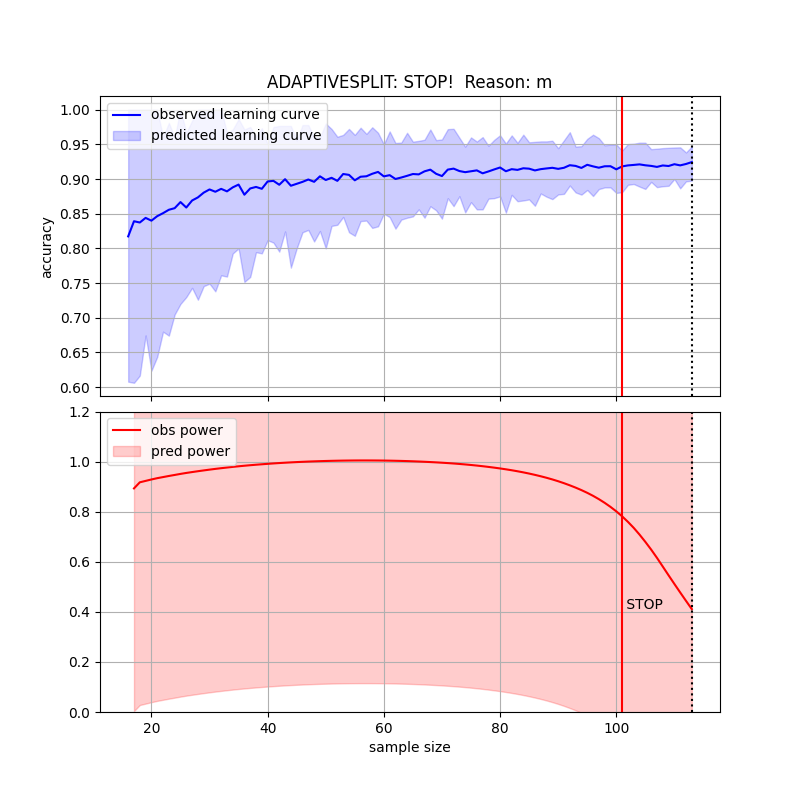 ADAPTIVESPLIT: STOP!  Reason: m
observed learning curve
predicted learning curve
accuracy
1.00
0.95
0.90
0.85
0.80
0.75
0.70
0.65
0.60
obs power
pred power
1.2
1.0
0.8
0.6
0.4
0.2
0.0
STOP
20 40 60 80 100
sample size